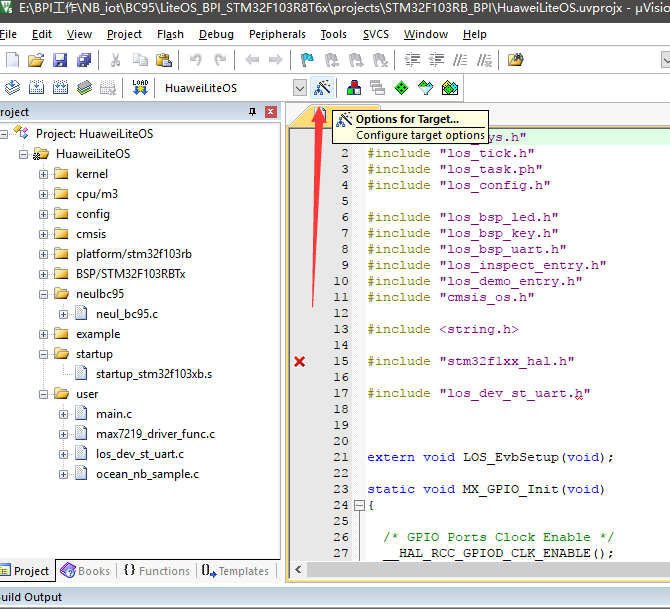 E:\BPI工作\NB_iot\BC95\LiteOS_BPI_STM32F103R8T6x\projects\STM32F103RB_BPI\HuaweiLiteOS.uvprojx - µVisio
File Edit View Project Flash Debug Peripherals Tools SVCS Window Help
LOAD HuaweiLiteOS
Options for Target...
Configure target options
roject
Project: HuaweiLiteOS
HuaweiLiteOS
kernel
cpu/m3
config
cmsis
platform/stm32f103rb
BSP/STM32F103RBTx
neulbc95
neul_bc95.c
example
startup
startup_stm32f103xb.s
user
main.c
max7219_driver_func.c
los_dev_st_uart.c
ocean_nb_sample.c
Project Books {} Functions Templates
uild Output
ys.h"
2 #include "los_tick.h"
3 #include "los_task.ph"
4 #include "los_config.h"
5
6 #include "los_bsp_led.h"
7 #include "los_bsp_key.h"
8 #include "los_bsp_uart.h"
9 #include "los_inspect_entry.h"
10 #include "los_demo_entry.h"
11 #include "cmsis_os.h"
12
13 #include <string.h>
14
15 #include "stm32f1xx_hal.h"
16
17 #include "los_dev_st_uart.h"
18
19
20
21 extern void LOS_EvbSetup(void);
22
23 static void MX_GPIO_Init(void)
24 {
25
26 /* GPIO Ports Clock Enable */
27 __HAL_RCC_GPIOD_CLK_ENABLE();